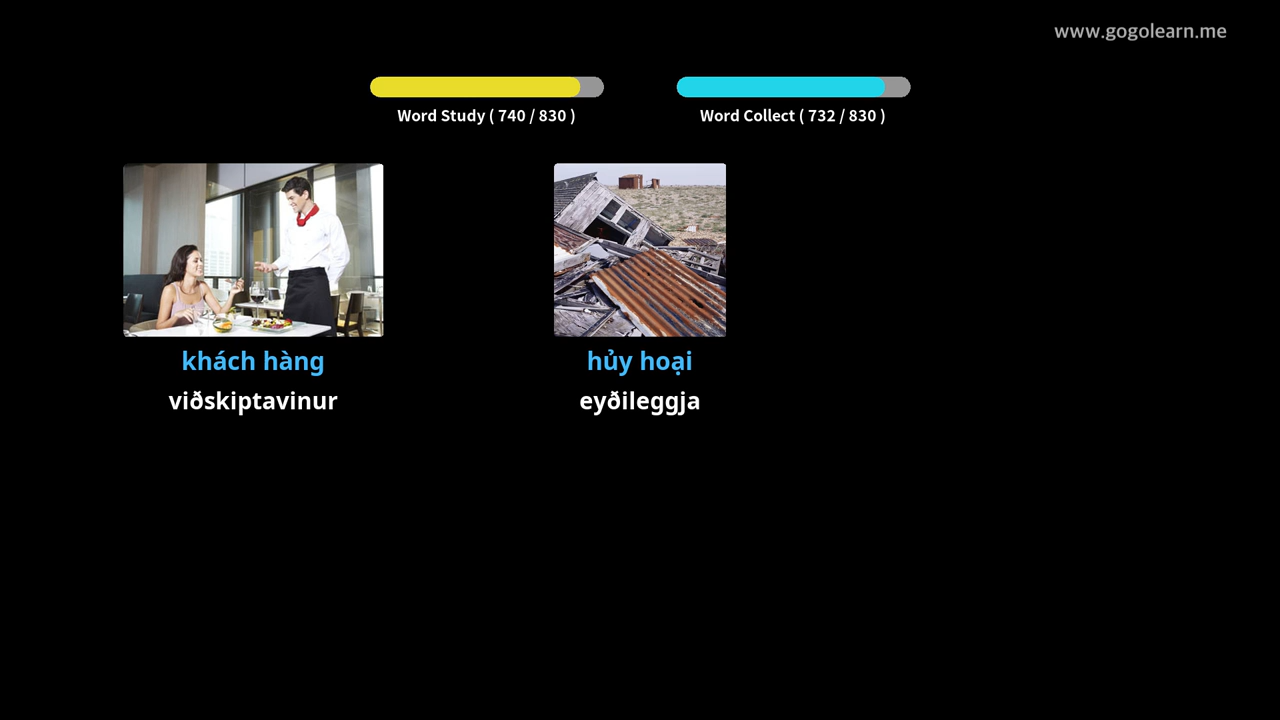 www.gogolearn.me
Word Study ( 740 / 830 )
Word Collect ( 732 / 830 )
khách hàng
viðskiptavinur
hủy hoại
eyðileggja